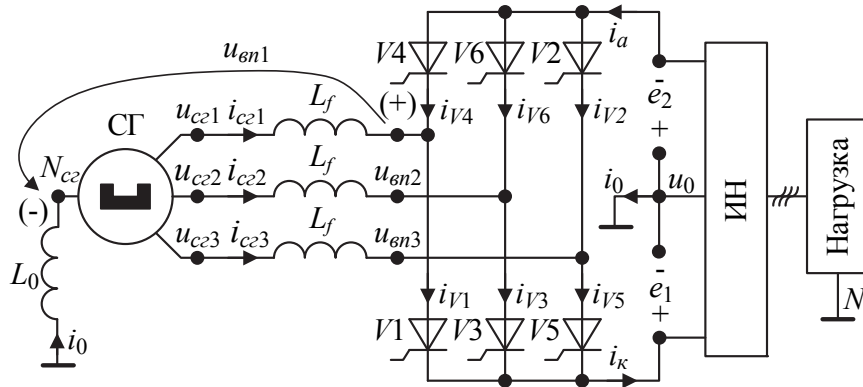 u_вп1
СГ
N_сг
(-)
L_0
i_0
u_сг1 i_сг1 L_f (+)
u_сг2 i_сг2 L_f u_вп2
u_сг3 i_сг3 L_f u_вп3
V4 V6 V2
i_V4 i_V6 i_V2
i_V1 i_V3 i_V5
V1 V3 V5
i_a
i_к
-
e_2
+
i_0 u_0
-
e_1
+
ИН
Нагрузка
N